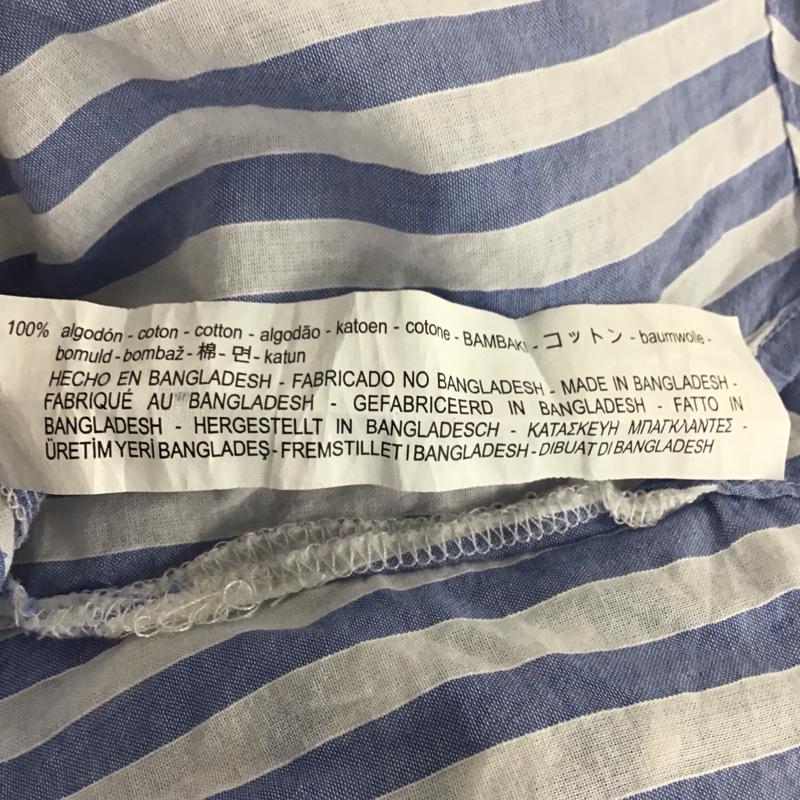 100% algodón - coton - cotton - algodão - katoen - cotone - BAMBAKI - コットン - baumwolle -
bomuld - bombaž - 棉 - 면 - katun
HECHO EN BANGLADESH - FABRICADO NO BANGLADESH - MADE IN BANGLADESH -
FABRIQUÉ AU BANGLADESH - GEFABRICEERD IN BANGLADESH - FATTO IN
BANGLADESH - HERGESTELLT IN BANGLADESCH - ΚΑΤΑΣΚΕΥΗ ΜΠΑΓΚΛΑΝΤΕΣ -
ÜRETİM YERİ BANGLADEŞ - FREMSTILLET I BANGLADESH - DIBUAT DI BANGLADESH